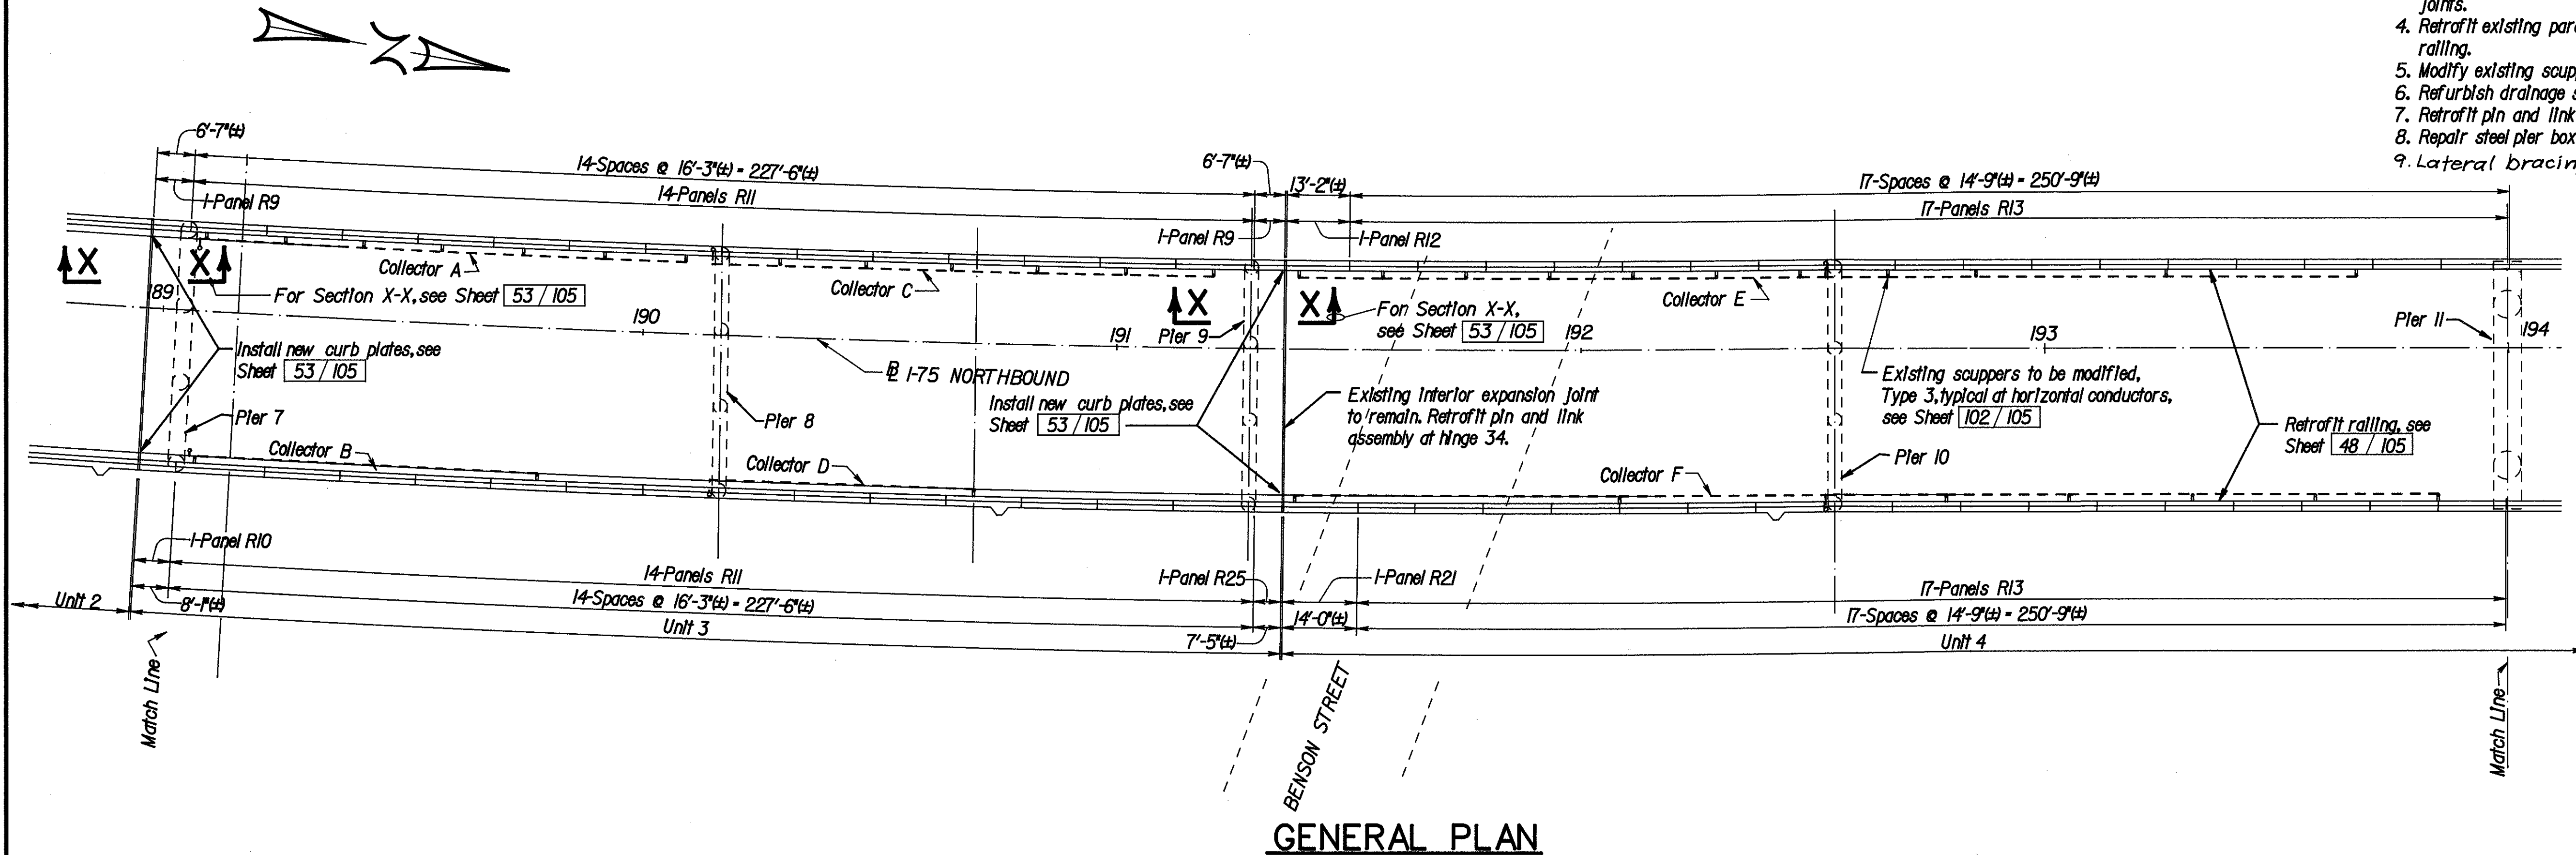 joints.
4. Retrofit existing para
railing.
5. Modify existing scup
6. Refurbish drainage s
7. Retrofit pin and link
8. Repair steel pier box
9. Lateral bracin
N
6'-7"(±)
14-Spaces @ 16'-3"(±) = 227'-6"(±)
6'-7"(±)
13'-2"(±)
17-Spaces @ 14'-9"(±) = 250'-9"(±)
1-Panel R9
14-Panels R11
1-Panel R9
1-Panel R12
17-Panels R13
X
X
Collector A
Collector C
Collector E
189
For Section X-X, see Sheet 53 / 105
190
191
Pier 9
X
X
For Section X-X,
see Sheet 53 / 105
192
193
Pier 11
194
Install new curb plates, see
Sheet 53 / 105
Pier 7
℄ I-75 NORTHBOUND
Pier 8
Install new curb plates, see
Sheet 53 / 105
Existing interior expansion joint
to remain. Retrofit pin and link
assembly at hinge 34.
Existing scuppers to be modified,
Type 3, typical at horizontal conductors,
see Sheet 102 / 105
Retrofit railing, see
Sheet 48 / 105
Collector B
Collector D
Collector F
Pier 10
1-Panel R10
14-Panels R11
1-Panel R25
1-Panel R21
17-Panels R13
Unit 2
8'-1"(±)
14-Spaces @ 16'-3"(±) = 227'-6"(±)
14'-0"(±)
17-Spaces @ 14'-9"(±) = 250'-9"(±)
Unit 3
7'-5"(±)
Unit 4
Match Line
BENSON STREET
Match Line
GENERAL PLAN